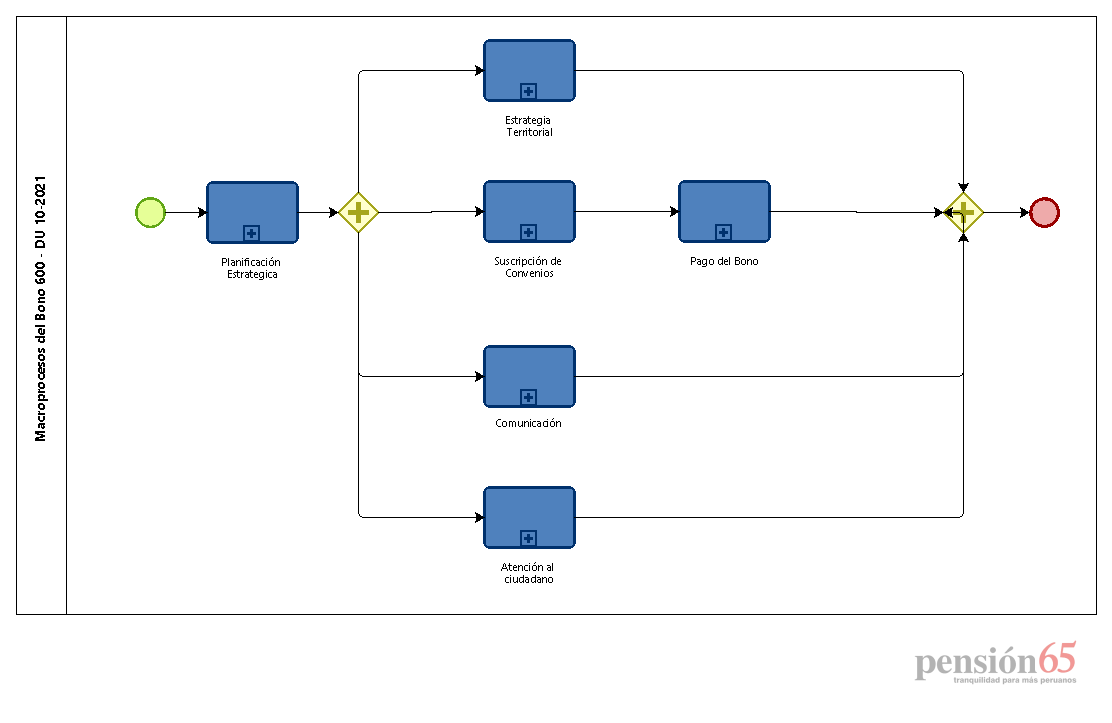 Macroprocesos del Bono 600 - DU 10-2021
Estrategia
Territorial
Planificación
Estrategica
Suscripción de
Convenios
Pago del Bono
Comunicación
Atención al
ciudadano
pensión65
tranquilidad para más peruanos